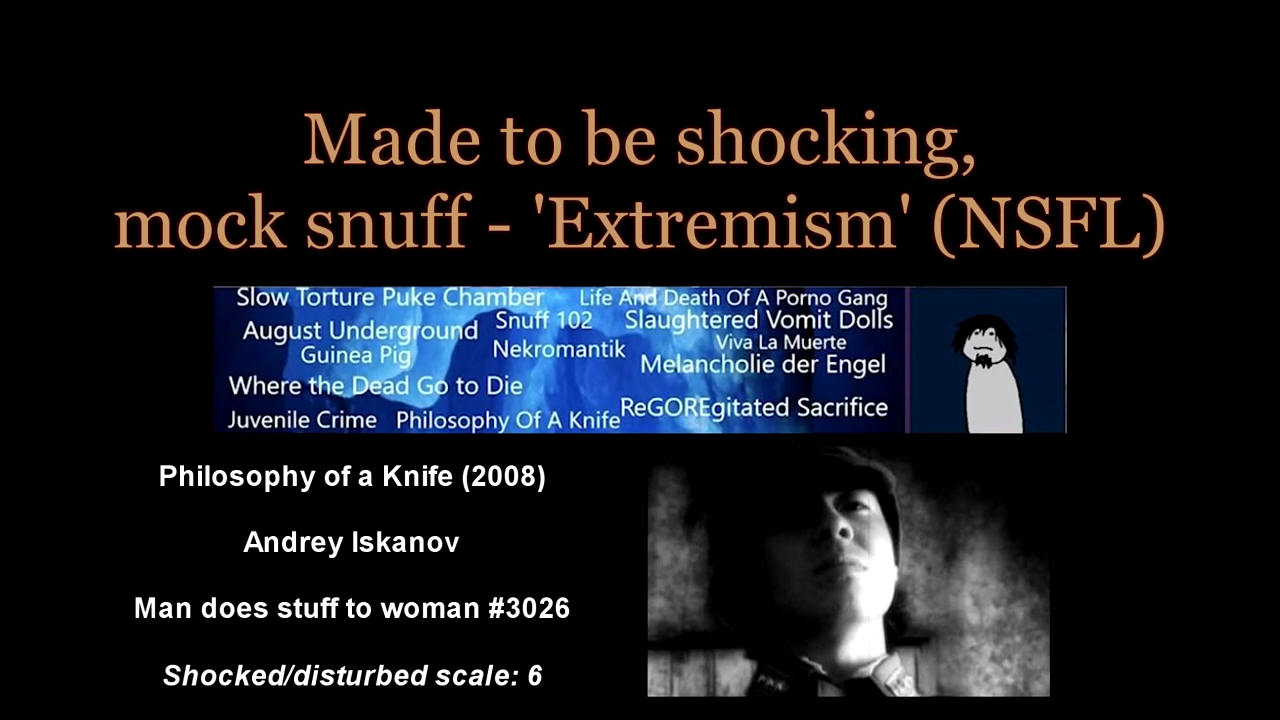 Made to be shocking,
mock snuff - 'Extremism' (NSFL)
Slow Torture Puke Chamber
Life And Death Of A Porno Gang
August Underground
Snuff 102
Slaughtered Vomit Dolls
Guinea Pig
Nekromantik
Viva La Muerte
Melancholie der Engel
Where the Dead Go to Die
ReGOREgitated Sacrifice
Juvenile Crime
Philosophy Of A Knife
Philosophy of a Knife (2008)
Andrey Iskanov
Man does stuff to woman #3026
Shocked/disturbed scale: 6